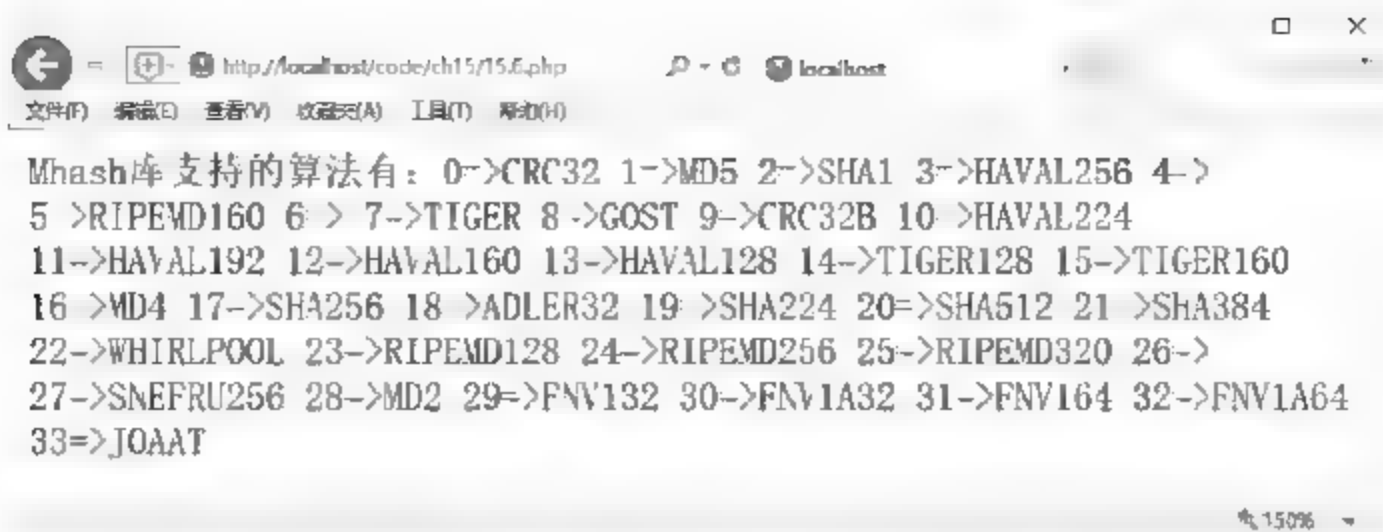 http://localhost/code/ch15/15.6.php localhost
文件(F) 编辑(E) 查看(V) 收藏夹(A) 工具(T) 帮助(H)
Mhash库支持的算法有：0->CRC32 1->MD5 2->SHA1 3->HAVAL256 4->
5 >RIPEMD160 6 > 7->TIGER 8->GOST 9->CRC32B 10->HAVAL224
11->HAVAL192 12->HAVAL160 13->HAVAL128 14->TIGER128 15->TIGER160
16 >MD4 17->SHA256 18 >ADLER32 19 >SHA224 20=>SHA512 21 >SHA384
22->WHIRLPOOL 23->RIPEMD128 24->RIPEMD256 25->RIPEMD320 26->
27->SNEFRU256 28->MD2 29=>FNV132 30->FNV1A32 31->FNV164 32->FNV1A64
33=>JOAAT
150%